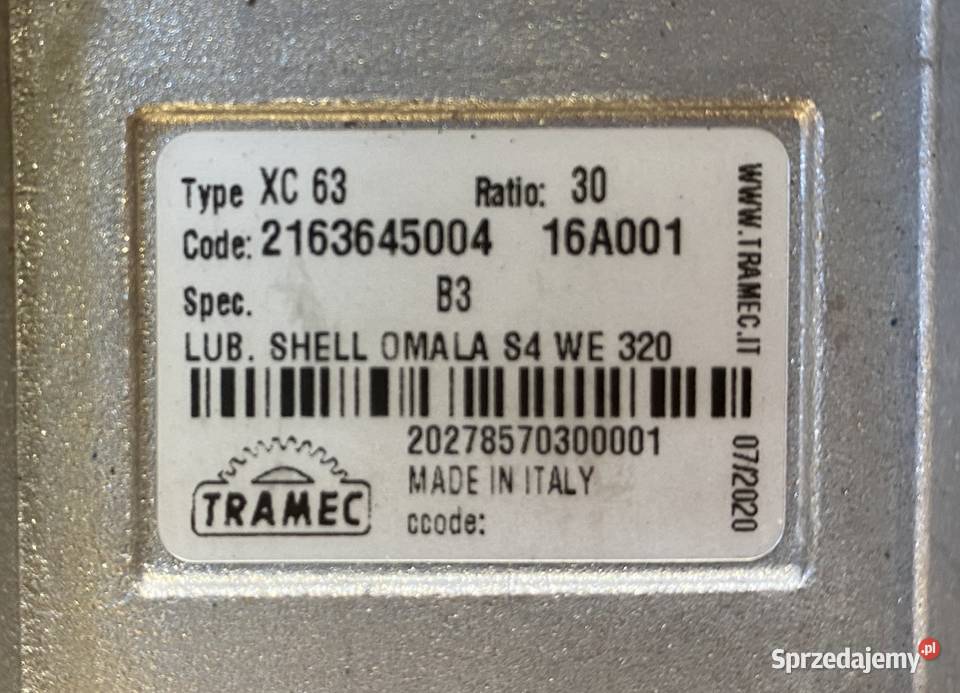 Type XC 63 Ratio: 30
Code: 2163645004 16A001
Spec. B3
LUB. SHELL OMALA S4 WE 320
20278570300001
MADE IN ITALY
ccode:
TRAMEC
WWW.TRAMEC.IT
07/2020
Sprzedajemy.pl